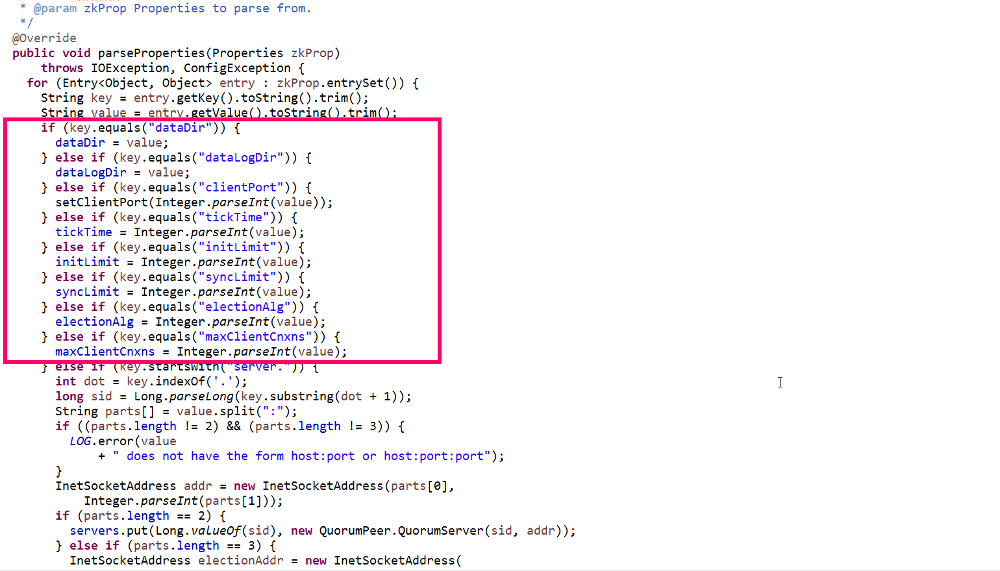 * @param zkProp Properties to parse from.
*/
@Override
public void parseProperties(Properties zkProp)
throws IOException, ConfigException {
for (Entry<Object, Object> entry : zkProp.entrySet()) {
String key = entry.getKey().toString().trim();
String value = entry.getValue().toString().trim();
if (key.equals("dataDir")) {
dataDir = value;
} else if (key.equals("dataLogDir")) {
dataLogDir = value;
} else if (key.equals("clientPort")) {
setClientPort(Integer.parseInt(value));
} else if (key.equals("tickTime")) {
tickTime = Integer.parseInt(value);
} else if (key.equals("initLimit")) {
initLimit = Integer.parseInt(value);
} else if (key.equals("syncLimit")) {
syncLimit = Integer.parseInt(value);
} else if (key.equals("electionAlg")) {
electionAlg = Integer.parseInt(value);
} else if (key.equals("maxClientCnxns")) {
maxClientCnxns = Integer.parseInt(value);
} else if (key.startsWith("server.")) {
int dot = key.indexOf('.');
long sid = Long.parseLong(key.substring(dot + 1));
String parts[] = value.split(":");
if ((parts.length != 2) && (parts.length != 3)) {
LOG.error(value
+ " does not have the form host:port or host:port:port");
}
InetSocketAddress addr = new InetSocketAddress(parts[0],
Integer.parseInt(parts[1]));
if (parts.length == 2) {
servers.put(Long.valueOf(sid), new QuorumPeer.QuorumServer(sid, addr));
} else if (parts.length == 3) {
InetSocketAddress electionAddr = new InetSocketAddress(